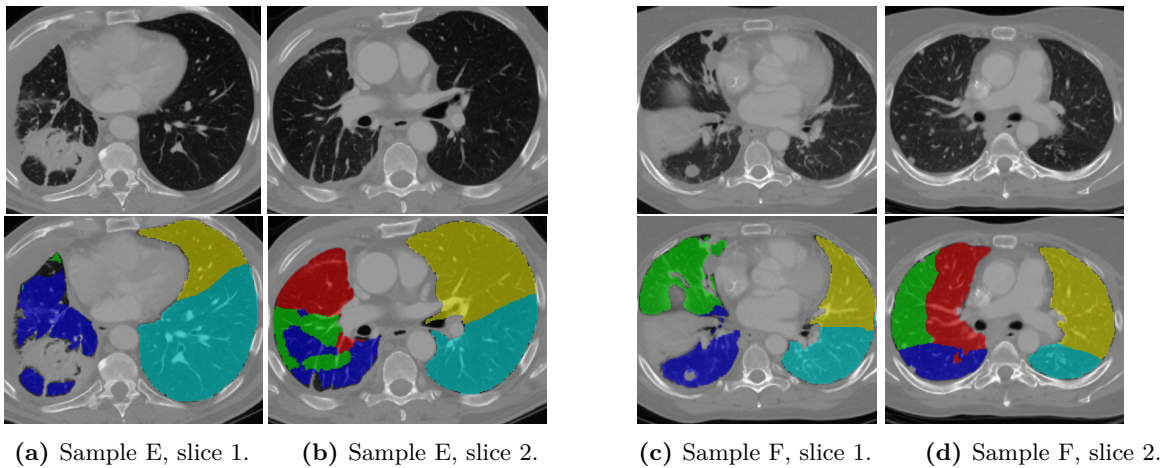 (a) Sample E, slice 1.
(b) Sample E, slice 2.
(c) Sample F, slice 1.
(d) Sample F, slice 2.